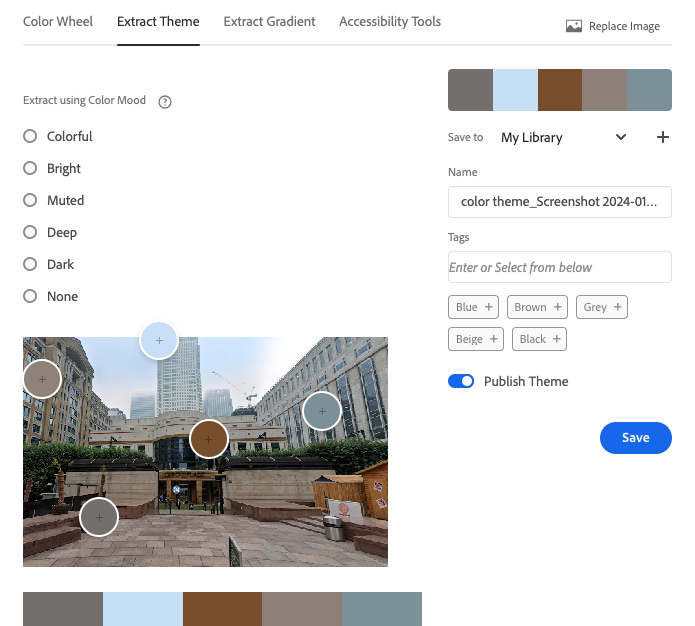 Color Wheel
Extract Theme
Extract Gradient
Accessibility Tools
Replace Image
Extract using Color Mood ?
Colorful
Bright
Muted
Deep
Dark
None
Save to My Library
Name
color theme_Screenshot 2024-01...
Tags
Enter or Select from below
Blue +
Brown +
Grey +
Beige +
Black +
Publish Theme
Save